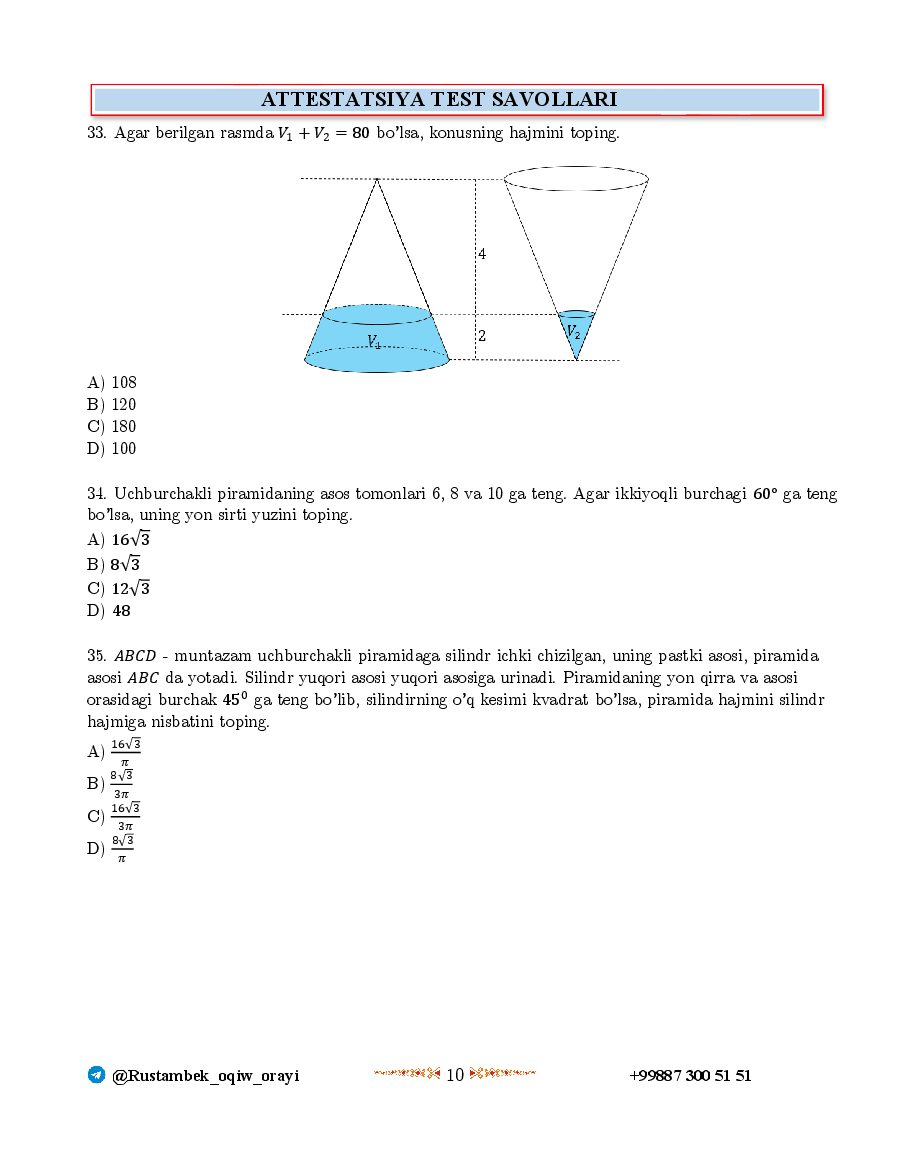 ATTESTATSIYA TEST SAVOLLARI
33. Agar berilgan rasmda V₁ + V₂ = 80 bo'lsa, konusning hajmini toping.
4
2
V₁
V₂
A) 108
B) 120
C) 180
D) 100
34. Uchburchakli piramidaning asos tomonlari 6, 8 va 10 ga teng. Agar ikkiyoqli burchagi 60° ga teng
bo'lsa, uning yon sirti yuzini toping.
A) 16√3
B) 8√3
C) 12√3
D) 48
35. ABCD - muntazam uchburchakli piramidaga silindr ichki chizilgan, uning pastki asosi, piramida
asosi ABC da yotadi. Silindr yuqori asosi yuqori asosiga urinadi. Piramidaning yon qirra va asosi
orasidagi burchak 45⁰ ga teng bo'lib, silindirning o'q kesimi kvadrat bo'lsa, piramida hajmini silindr
hajmiga nisbatini toping.
A) 16√3/π
B) 8√3/3π
C) 16√3/3π
D) 8√3/π
@Rustambek_oqiw_orayi 10 +99887 300 51 51